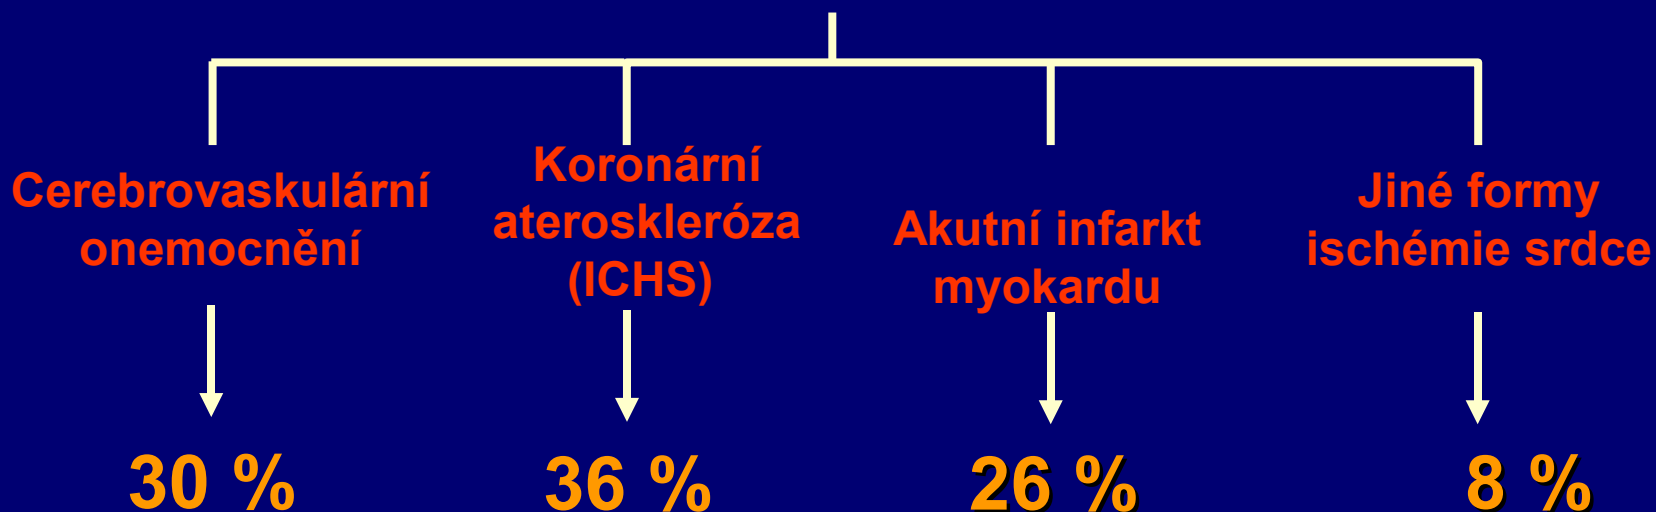 Cerebrovaskulární
onemocnění
Koronární
ateroskleróza
(ICHS)
Akutní infarkt
myokardu
Jiné formy
ischémie srdce
30 %
36 %
26 %
8 %